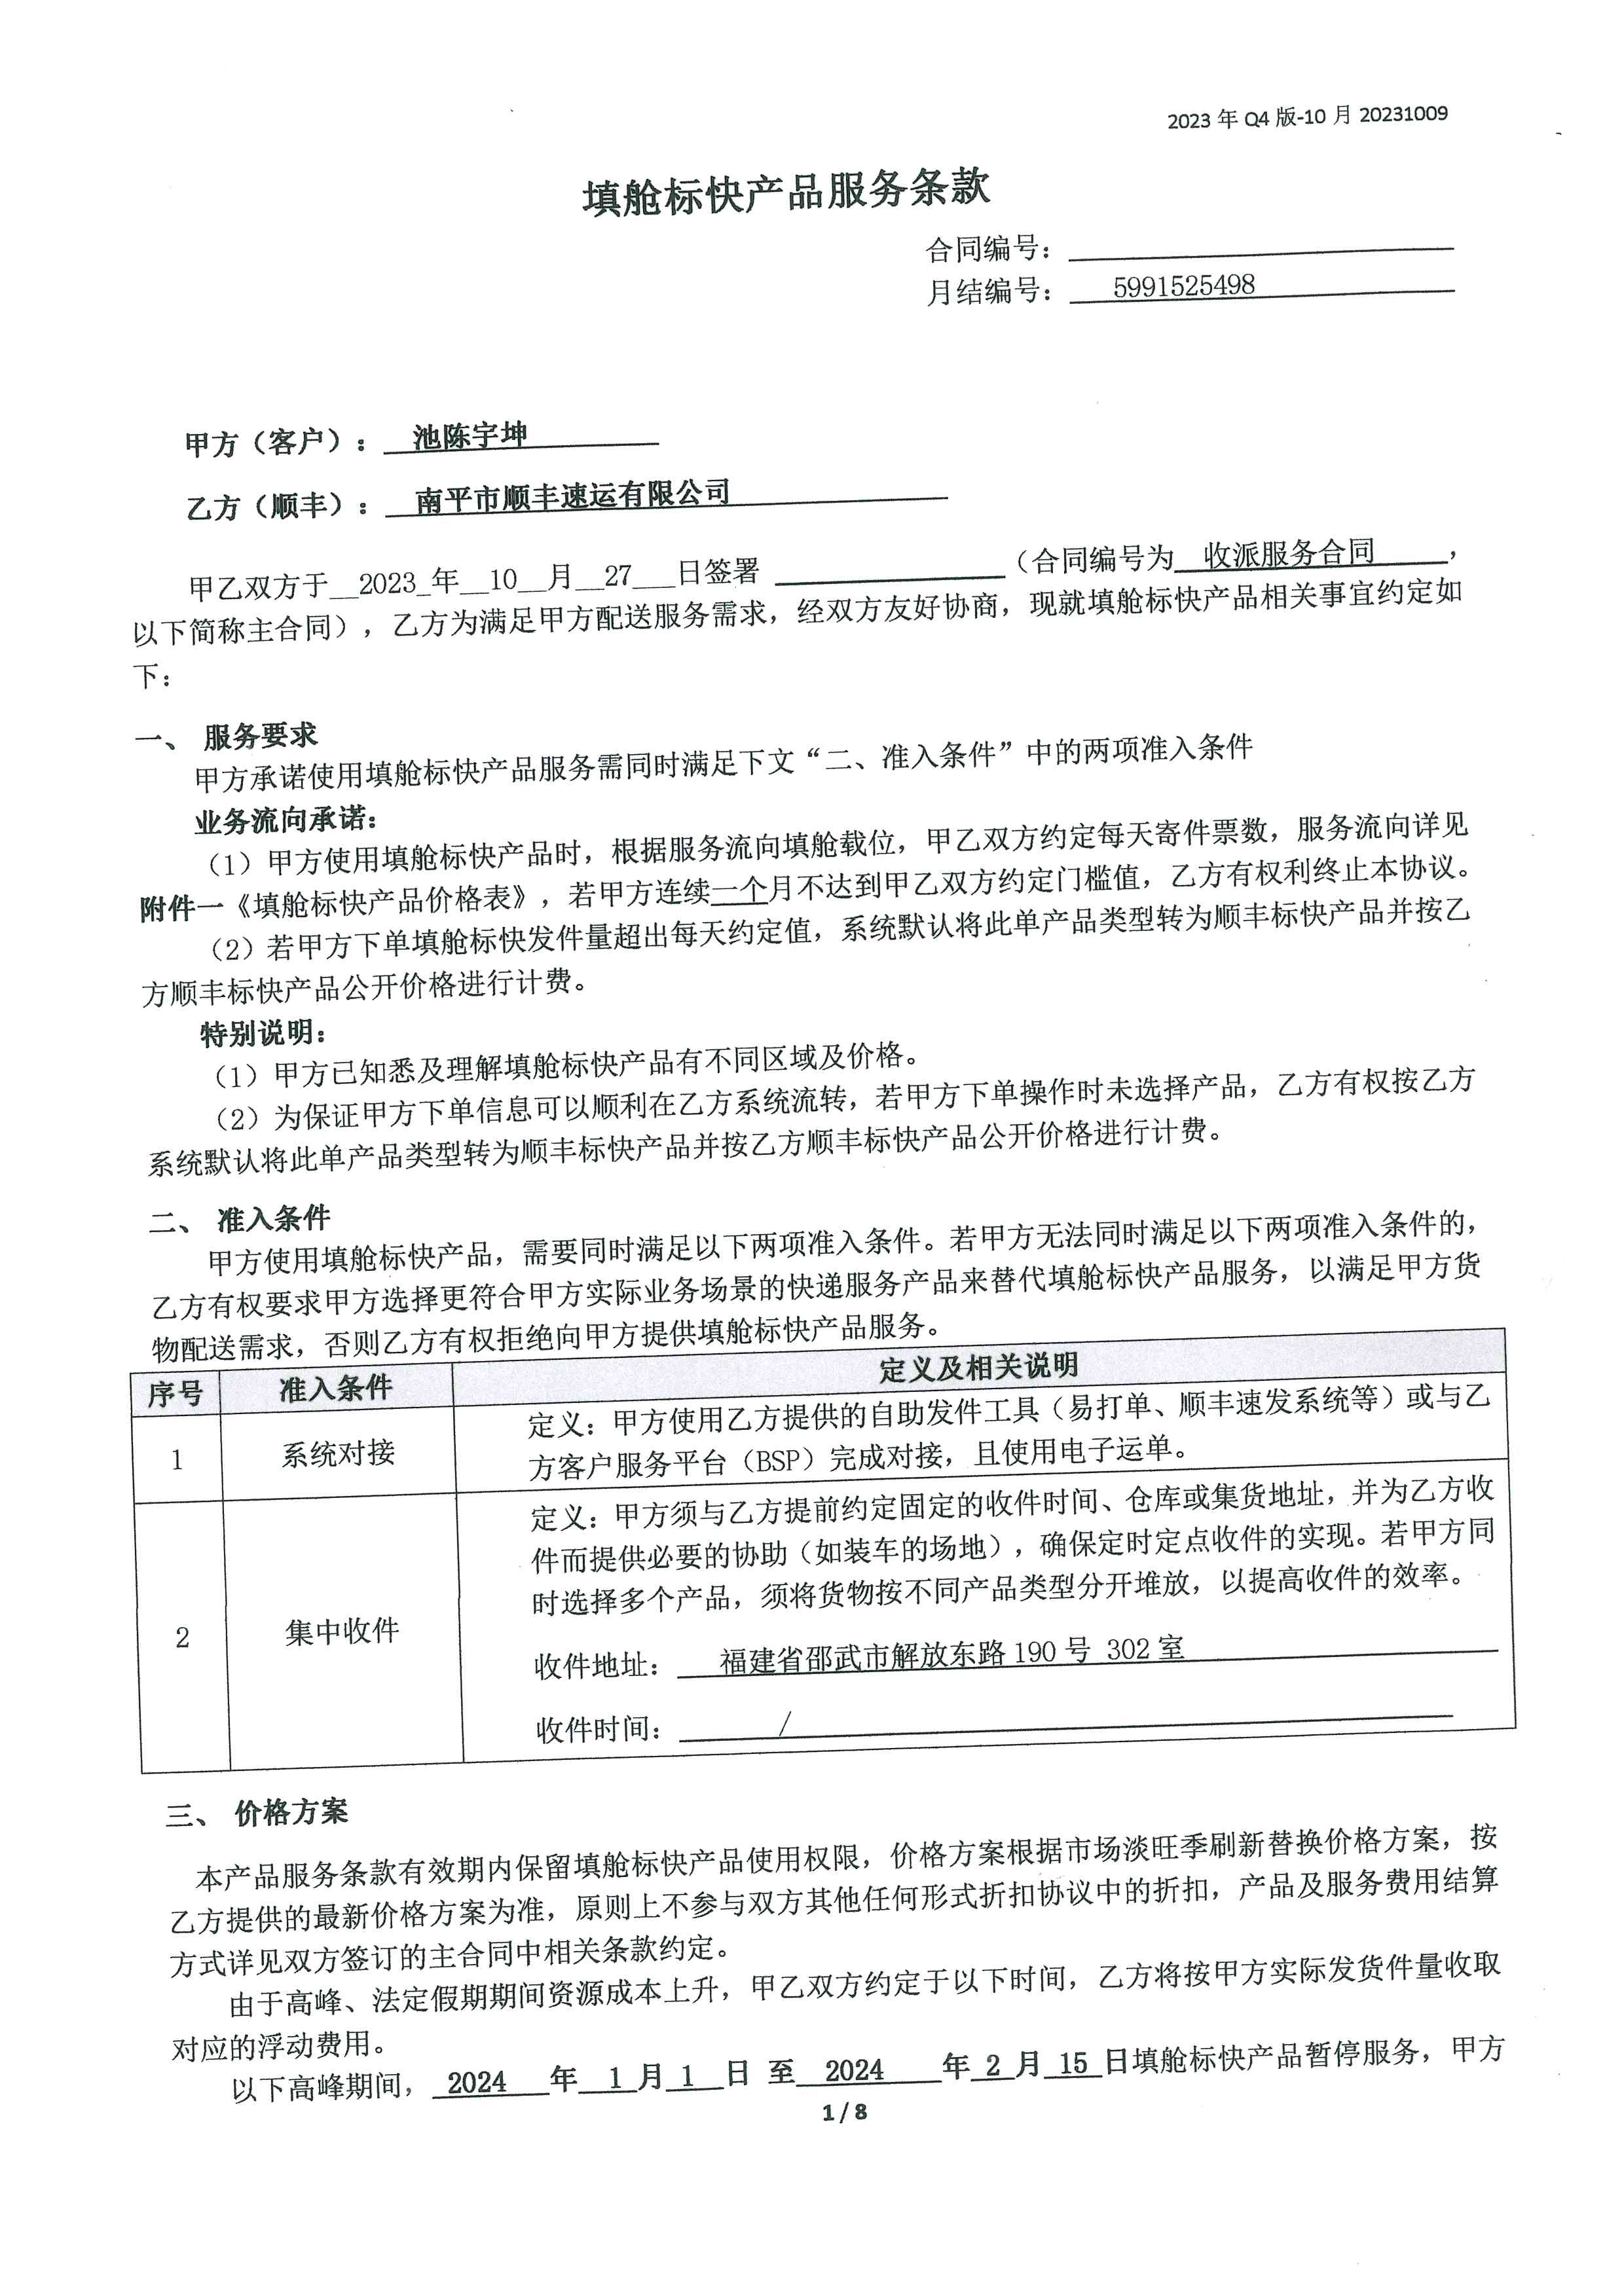 2023 年 Q4 版-10 月 20231009
填舱标快产品服务条款
合同编号：
月结编号： 5991525498
甲方（客户）： 池陈宇坤
乙方（顺丰）： 南平市顺丰速运有限公司
甲乙双方于__2023_年__10__月__27___日签署 （合同编号为 收派服务合同 ，
以下简称主合同），乙方为满足甲方配送服务需求，经双方友好协商，现就填舱标快产品相关事宜约定如
下：
一、 服务要求
甲方承诺使用填舱标快产品服务需同时满足下文“二、准入条件”中的两项准入条件
业务流向承诺：
（1）甲方使用填舱标快产品时，根据服务流向填舱载位，甲乙双方约定每天寄件票数，服务流向详见
附件一《填舱标快产品价格表》，若甲方连续一个月不达到甲乙双方约定门槛值，乙方有权利终止本协议。
（2）若甲方下单填舱标快发件量超出每天约定值，系统默认将此单产品类型转为顺丰标快产品并按乙
方顺丰标快产品公开价格进行计费。
特别说明：
（1）甲方已知悉及理解填舱标快产品有不同区域及价格。
（2）为保证甲方下单信息可以顺利在乙方系统流转，若甲方下单操作时未选择产品，乙方有权按乙方
系统默认将此单产品类型转为顺丰标快产品并按乙方顺丰标快产品公开价格进行计费。
二、 准入条件
甲方使用填舱标快产品，需要同时满足以下两项准入条件。若甲方无法同时满足以下两项准入条件的，
乙方有权要求甲方选择更符合甲方实际业务场景的快递服务产品来替代填舱标快产品服务，以满足甲方货
物配送需求，否则乙方有权拒绝向甲方提供填舱标快产品服务。
序号 准入条件 定义及相关说明
1 系统对接 定义：甲方使用乙方提供的自助发件工具（易打单、顺丰速发系统等）或与乙
方客户服务平台（BSP）完成对接，且使用电子运单。
2 集中收件 定义：甲方须与乙方提前约定固定的收件时间、仓库或集货地址，并为乙方收
件而提供必要的协助（如装车的场地），确保定时定点收件的实现。若甲方同
时选择多个产品，须将货物按不同产品类型分开堆放，以提高收件的效率。
收件地址： 福建省邵武市解放东路 190 号 302 室
收件时间： /
三、 价格方案
本产品服务条款有效期内保留填舱标快产品使用权限，价格方案根据市场淡旺季刷新替换价格方案，按
乙方提供的最新价格方案为准，原则上不参与双方其他任何形式折扣协议中的折扣，产品及服务费用结算
方式详见双方签订的主合同中相关条款约定。
由于高峰、法定假期期间资源成本上升，甲乙双方约定于以下时间，乙方将按甲方实际发货件量收取
对应的浮动费用。
以下高峰期间， 2024 年 1 月 1 日 至 2024 年 2 月 15 日填舱标快产品暂停服务，甲方
1 / 8